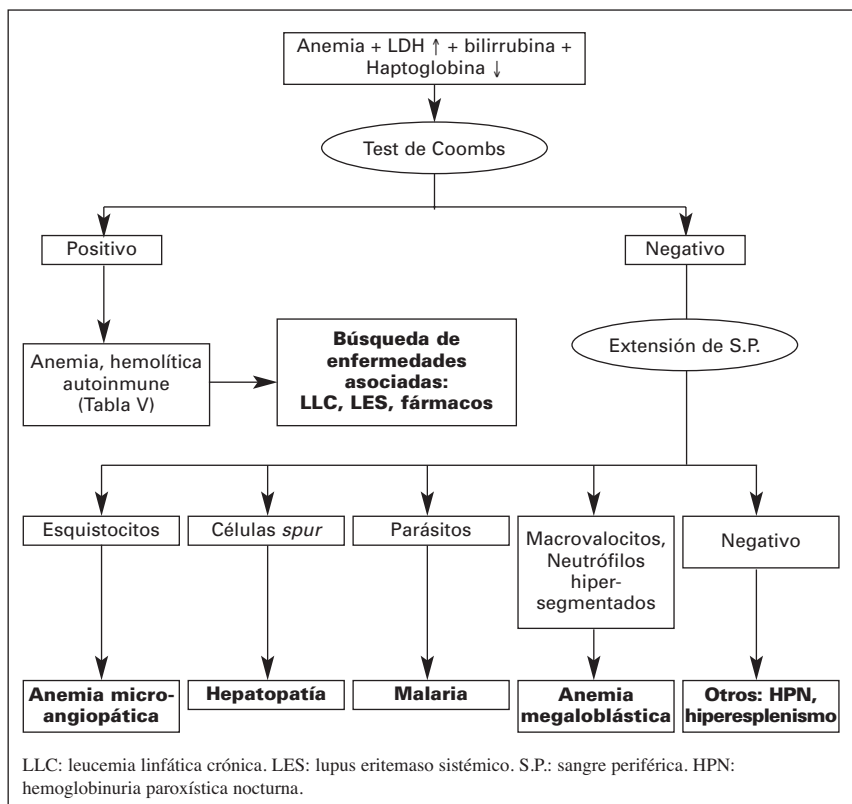 Anemia + LDH ↑ + bilirrubina +
Haptoglobina ↓
Test de Coombs
Positivo
Negativo
Anemia, hemolítica
autoinmune
(Tabla V)
Búsqueda de
enfermedades
asociadas:
LLC, LES, fármacos
Extensión de S.P.
Esquistocitos
Células spur
Parásitos
Macrovalocitos,
Neutrófilos
hiper-
segmentados
Negativo
Anemia micro-
angiopática
Hepatopatía
Malaria
Anemia
megaloblástica
Otros: HPN,
hiperesplenismo
LLC: leucemia linfática crónica. LES: lupus eritemaso sistémico. S.P.: sangre periférica. HPN:
hemoglobinuria paroxística nocturna.